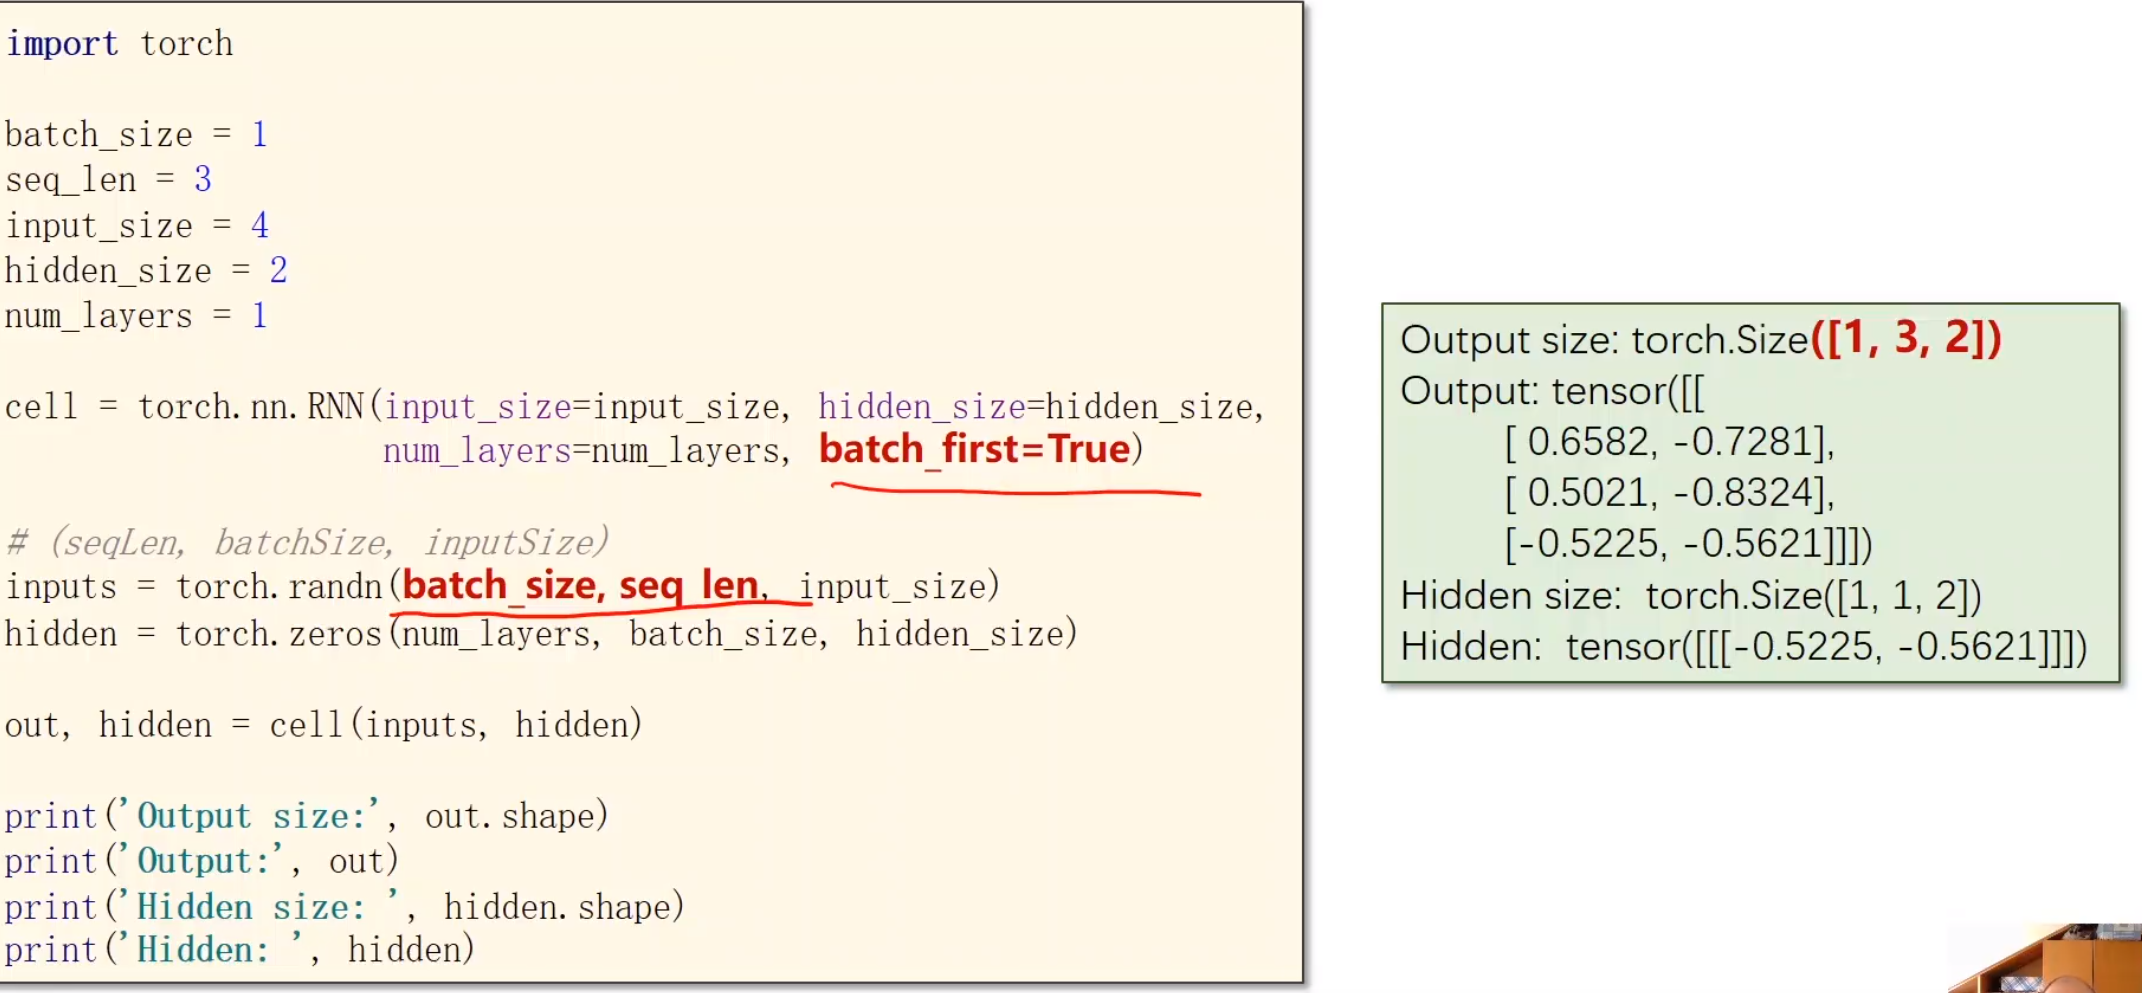 import torch
batch_size = 1
seq_len = 3
input_size = 4
hidden_size = 2
num_layers = 1
cell = torch.nn.RNN(input_size=input_size, hidden_size=hidden_size,
num_layers=num_layers, batch_first=True)
# (seqLen, batchSize, inputSize)
inputs = torch.randn(batch_size, seq_len, input_size)
hidden = torch.zeros(num_layers, batch_size, hidden_size)
out, hidden = cell(inputs, hidden)
print('Output size:', out.shape)
print('Output:', out)
print('Hidden size: ', hidden.shape)
print('Hidden: ', hidden)
Output size: torch.Size([1, 3, 2])
Output: tensor([[
[ 0.6582, -0.7281],
[ 0.5021, -0.8324],
[-0.5225, -0.5621]]])
Hidden size: torch.Size([1, 1, 2])
Hidden: tensor([[[-0.5225, -0.5621]]])